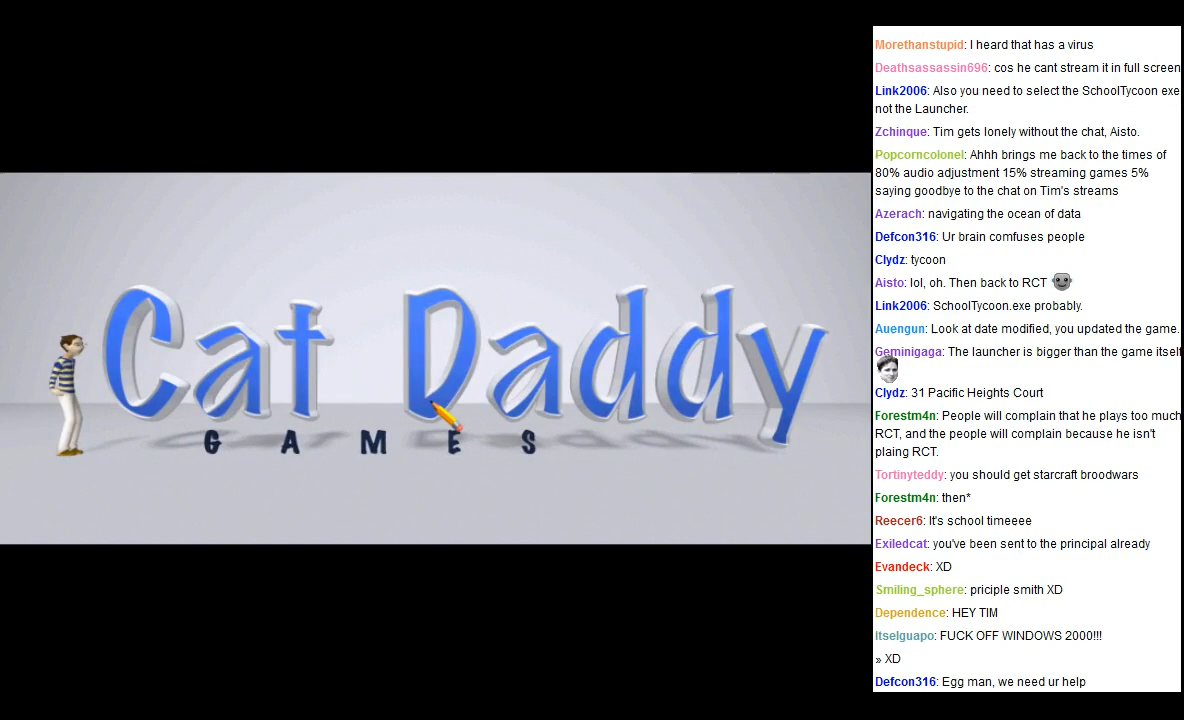 Cat Daddy
GAMES
Morethanstupid: I heard that has a virus
Deathsassassin696: cos he cant stream it in full screen
Link2006: Also you need to select the SchoolTycoon exe
not the Launcher.
Zchinque: Tim gets lonely without the chat, Aisto.
Popcorncolonel: Ahhh brings me back to the times of
80% audio adjustment 15% streaming games 5%
saying goodbye to the chat on Tim's streams
Azerach: navigating the ocean of data
Defcon316: Ur brain comfuses people
Clydz: tycoon
Aisto: lol, oh. Then back to RCT
Link2006: SchoolTycoon.exe probably.
Auengun: Look at date modified, you updated the game.
Geminigaga: The launcher is bigger than the game itself
Clydz: 31 Pacific Heights Court
Forestm4n: People will complain that he plays too much
RCT, and the people will complain because he isn't
plaing RCT.
Tortinyteddy: you should get starcraft broodwars
Forestm4n: then*
Reecer6: It's school timeeee
Exiledcat: you've been sent to the principal already
Evandeck: XD
Smiling_sphere: priciple smith XD
Dependence: HEY TIM
Itselguapo: FUCK OFF WINDOWS 2000!!!
» XD
Defcon316: Egg man, we need ur help